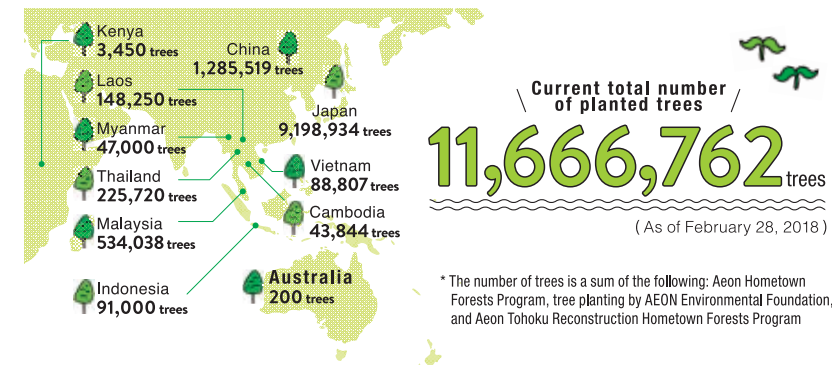 Kenya
3,450 trees
China
1,285,519 trees
Laos
148,250 trees
Japan
9,198,934 trees
Myanmar
47,000 trees
Thailand
225,720 trees
Vietnam
88,807 trees
Malaysia
534,038 trees
Cambodia
43,844 trees
Indonesia
91,000 trees
Australia
200 trees
Current total number
of planted trees
11,666,762 trees
( As of February 28, 2018 )
* The number of trees is a sum of the following: Aeon Hometown
Forests Program, tree planting by AEON Environmental Foundation,
and Aeon Tohoku Reconstruction Hometown Forests Program